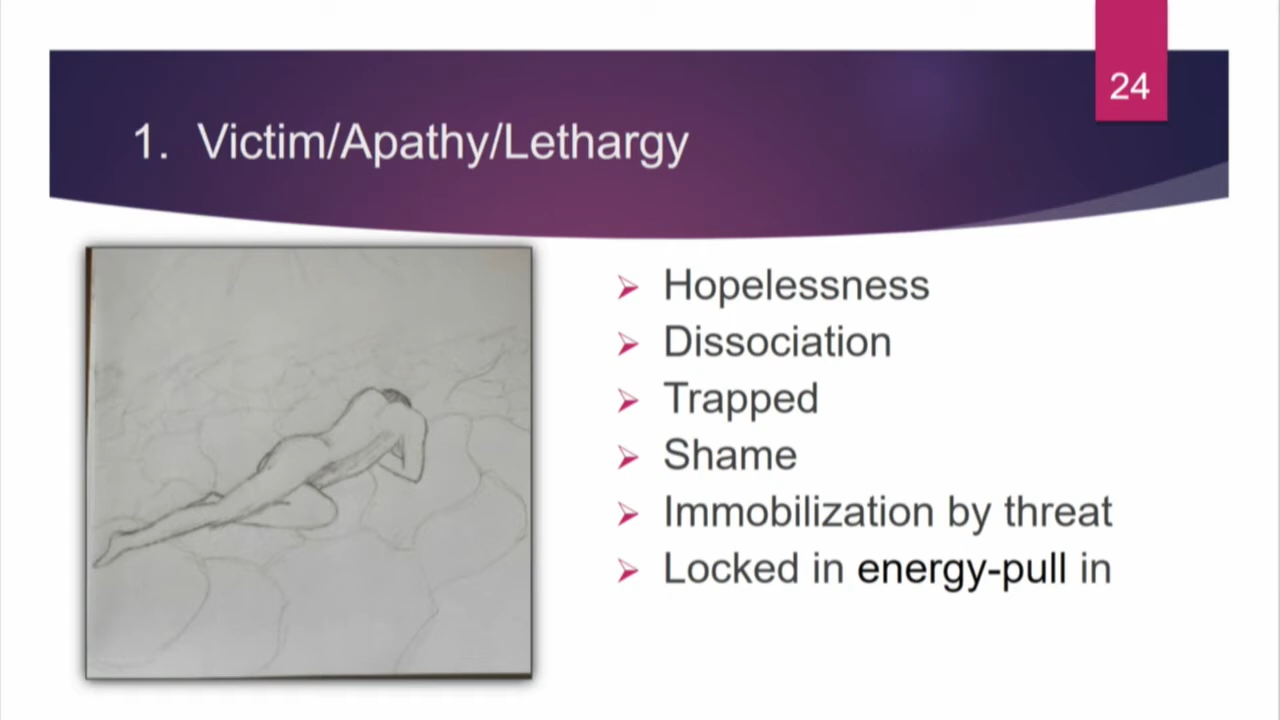 24
1. Victim/Apathy/Lethargy
Hopelessness
Dissociation
Trapped
Shame
Immobilization by threat
Locked in energy-pull in